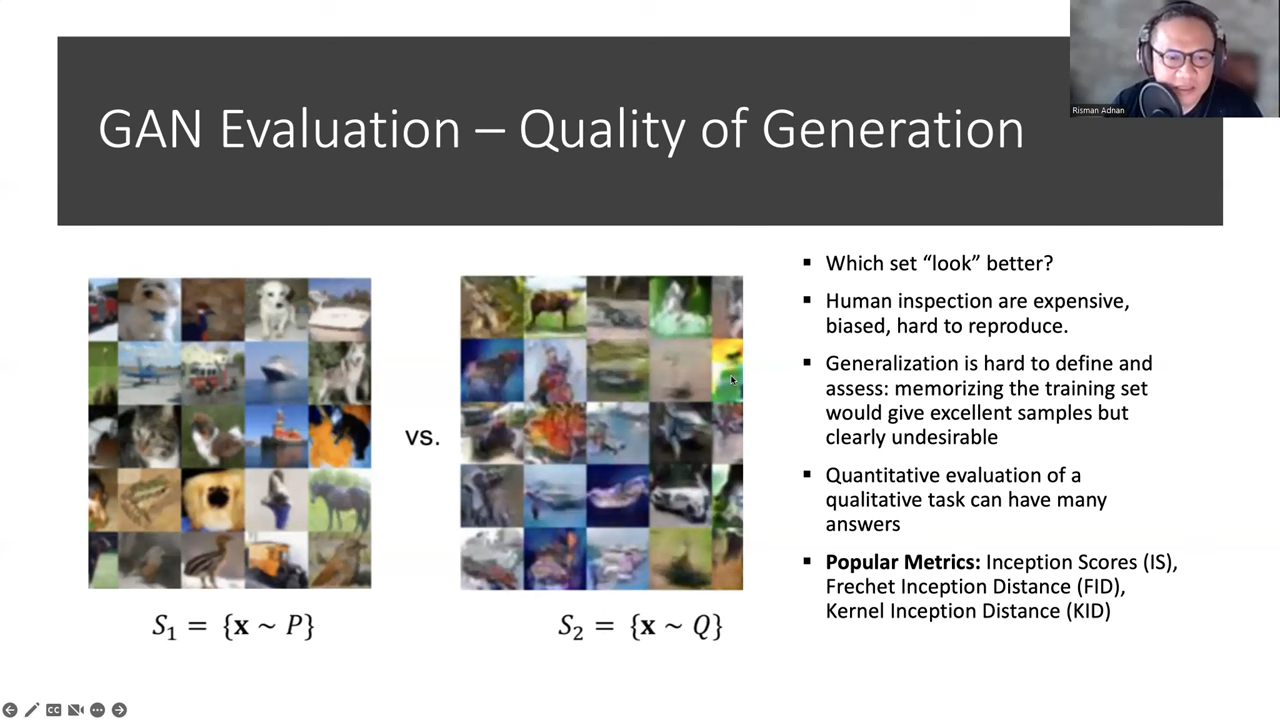 Risman Adnan
GAN Evaluation – Quality of Generation
▪ Which set “look” better?
▪ Human inspection are expensive,
biased, hard to reproduce.
▪ Generalization is hard to define and
assess: memorizing the training set
would give excellent samples but
clearly undesirable
▪ Quantitative evaluation of a
qualitative task can have many
answers
▪ Popular Metrics: Inception Scores (IS),
Frechet Inception Distance (FID),
Kernel Inception Distance (KID)
vs.
S₁ = {x ~ P}
S₂ = {x ~ Q}
CC